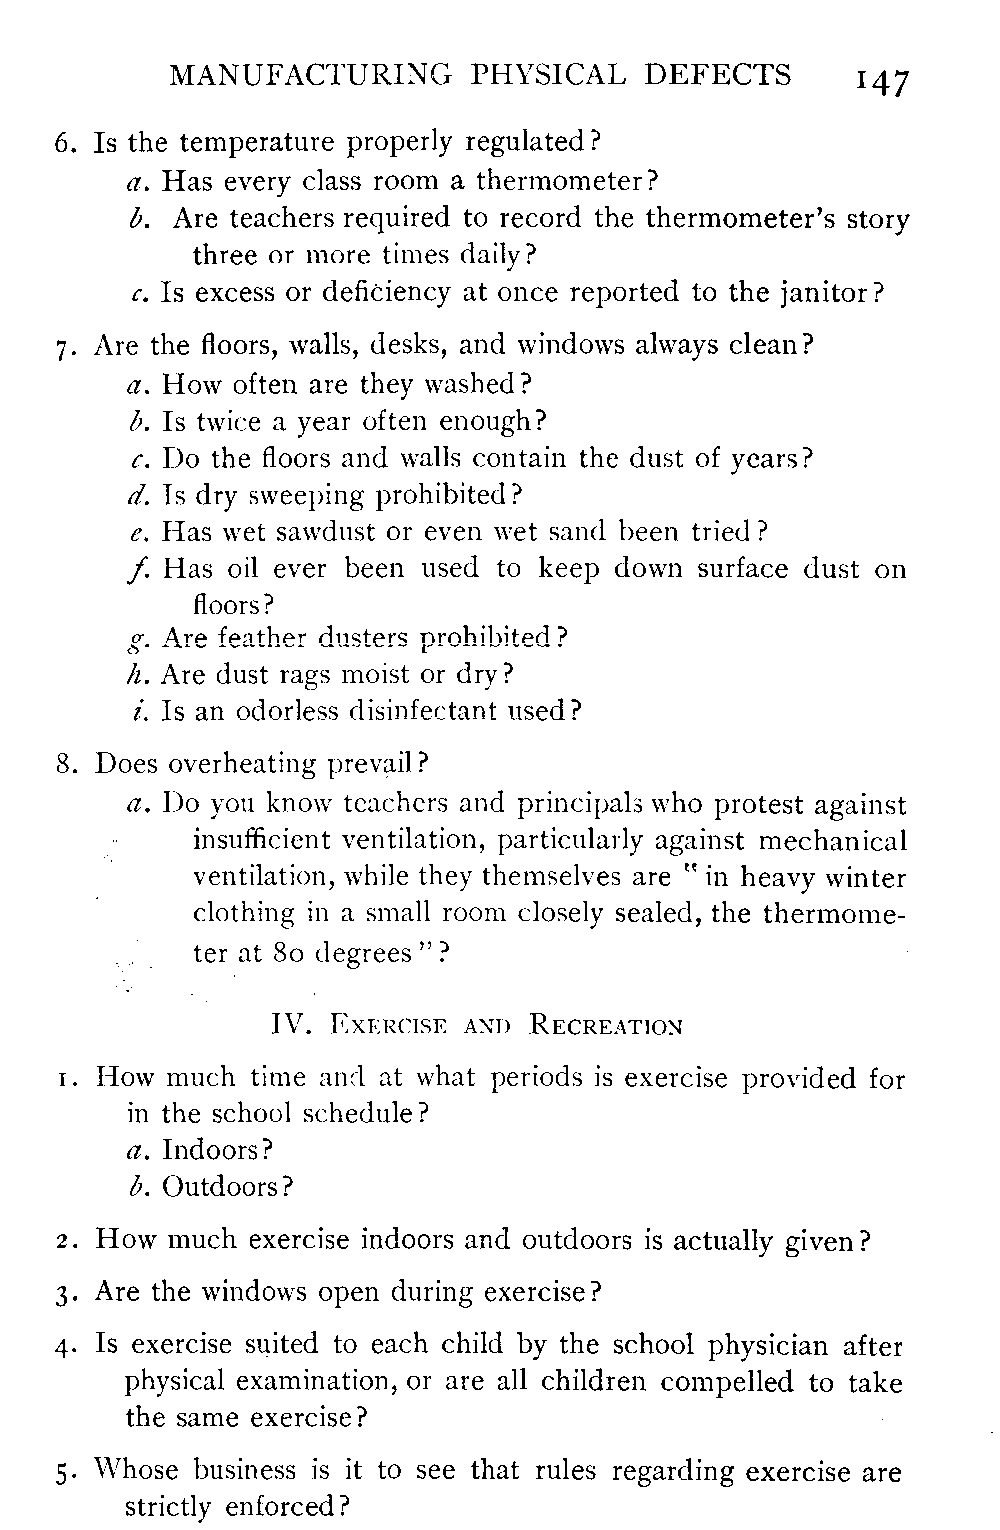 MANUFACTURING PHYSICAL DEFECTS 147
6. Is the temperature properly regulated?
a. Has every class room a thermometer?
b. Are teachers required to record the thermometer's story
three or more times daily?
c. Is excess or deficiency at once reported to the janitor?
7. Are the floors, walls, desks, and windows always clean?
a. How often are they washed?
b. Is twice a year often enough?
c. Do the floors and walls contain the dust of years?
d. Is dry sweeping prohibited?
e. Has wet sawdust or even wet sand been tried?
f. Has oil ever been used to keep down surface dust on
floors?
g. Are feather dusters prohibited?
h. Are dust rags moist or dry?
i. Is an odorless disinfectant used?
8. Does overheating prevail?
a. Do you know teachers and principals who protest against
insufficient ventilation, particularly against mechanical
ventilation, while they themselves are "in heavy winter
clothing in a small room closely sealed, the thermome-
ter at 80 degrees"?
IV. EXERCISE AND RECREATION
1. How much time and at what periods is exercise provided for
in the school schedule?
a. Indoors?
b. Outdoors?
2. How much exercise indoors and outdoors is actually given?
3. Are the windows open during exercise?
4. Is exercise suited to each child by the school physician after
physical examination, or are all children compelled to take
the same exercise?
5. Whose business is it to see that rules regarding exercise are
strictly enforced?